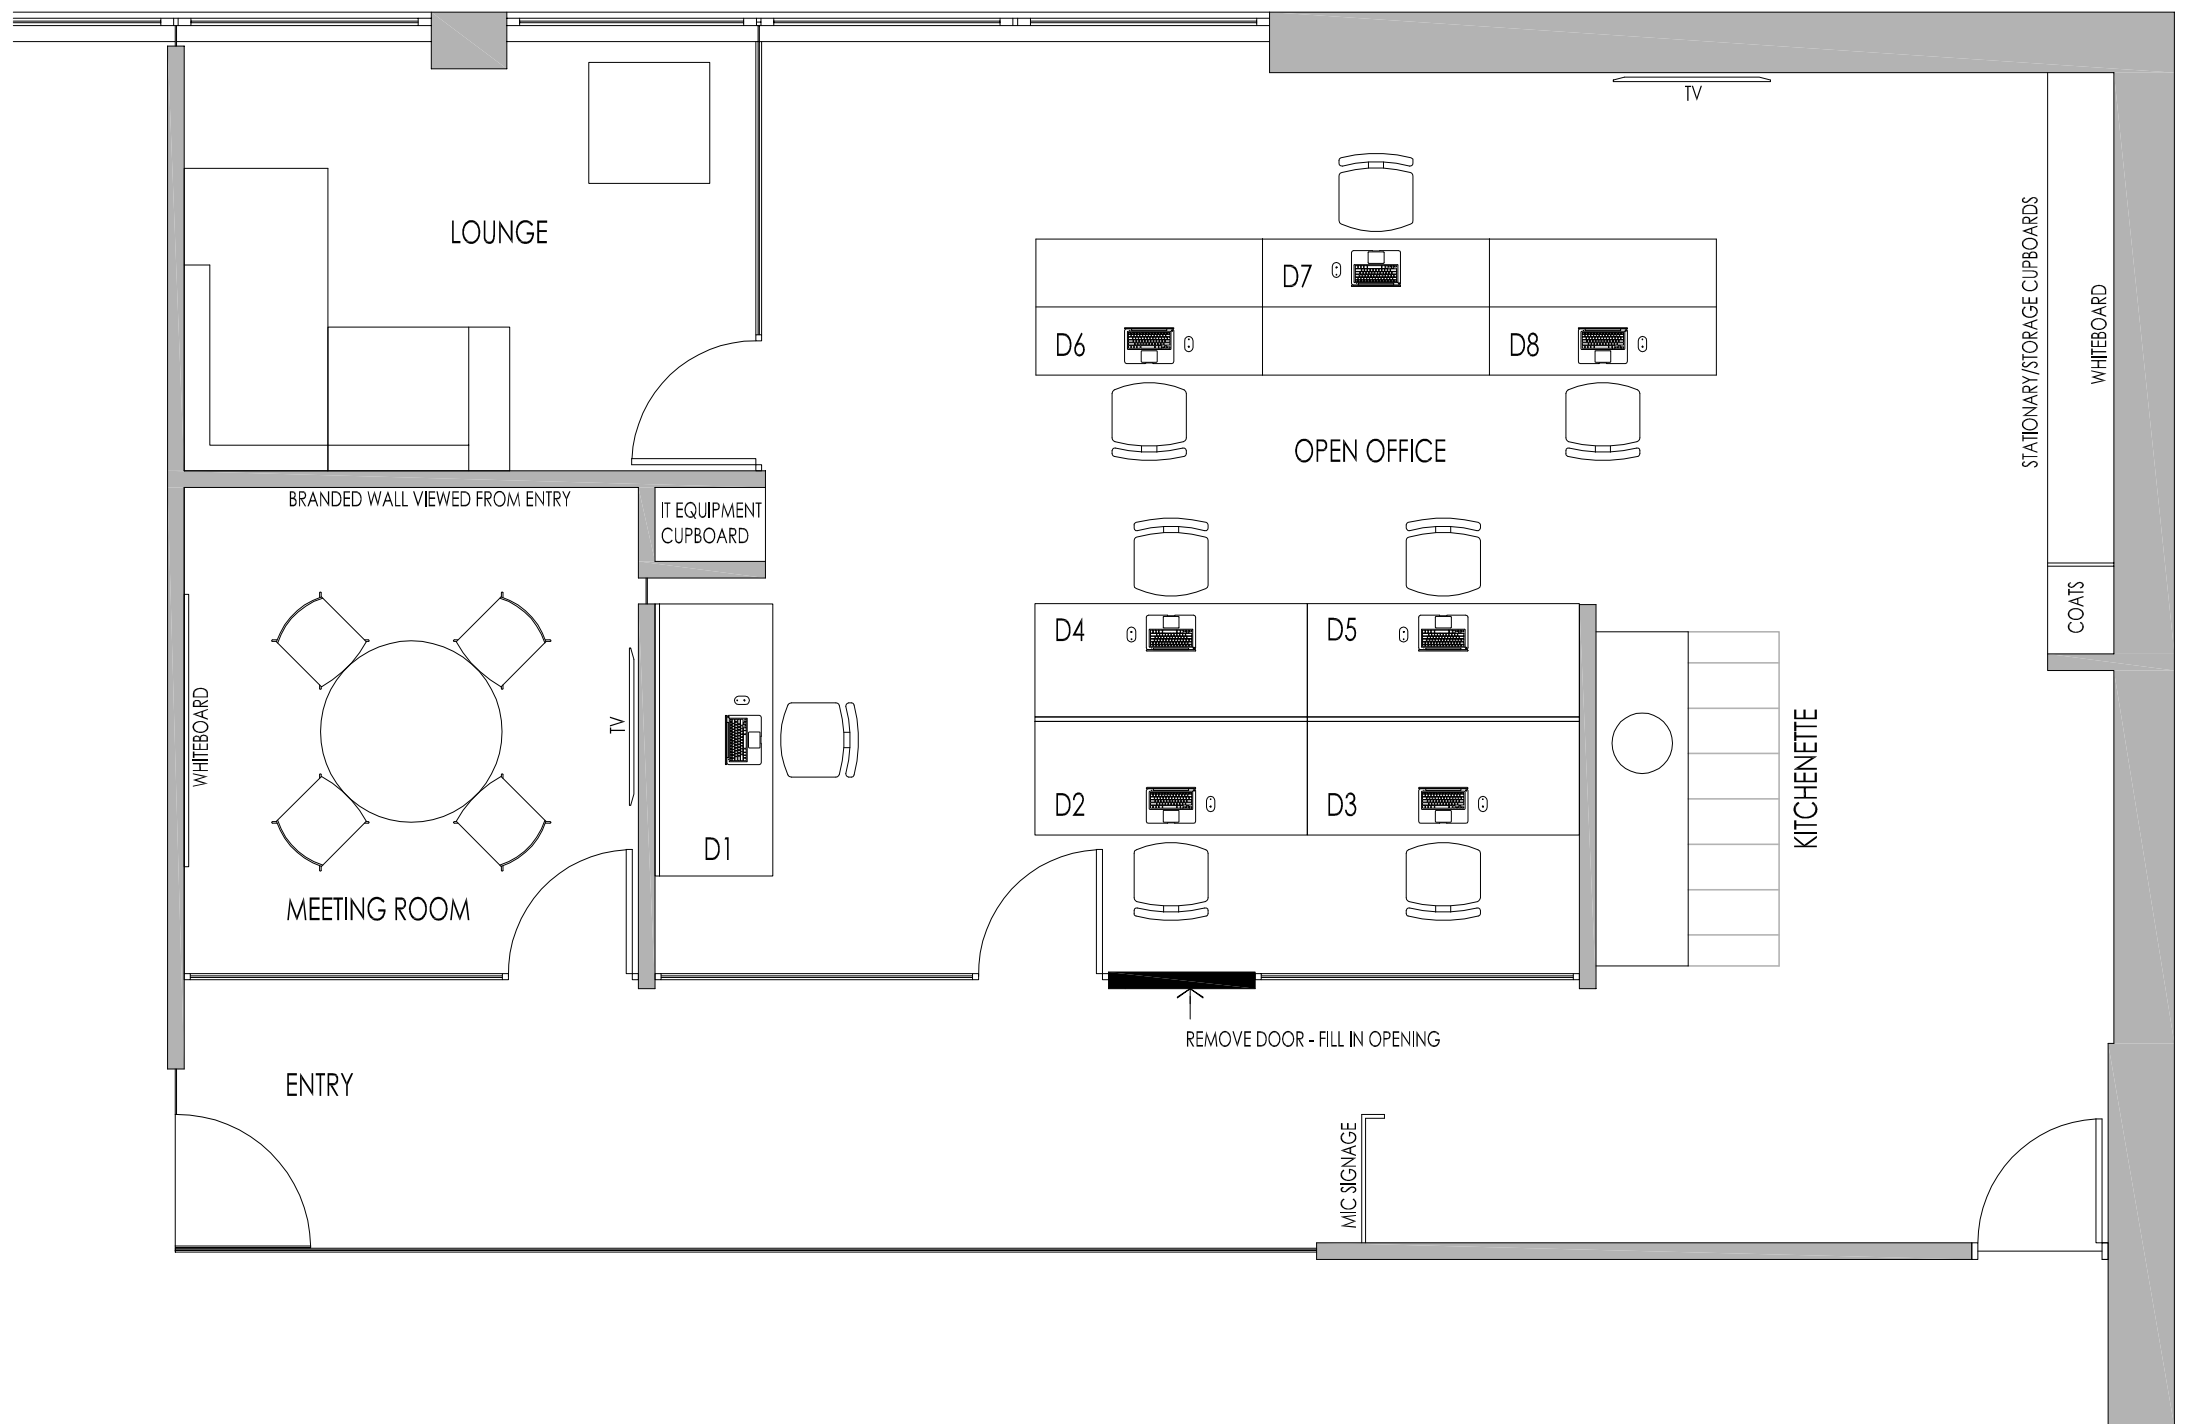 TV
LOUNGE
D7
D6
D8
STATIONARY/STORAGE CUPBOARDS
WHITEBOARD
OPEN OFFICE
BRANDED WALL VIEWED FROM ENTRY
IT EQUIPMENT
CUPBOARD
COATS
D4
D5
WHITEBOARD
TV
KITCHENETTE
D2
D3
D1
MEETING ROOM
REMOVE DOOR - FILL IN OPENING
ENTRY
MIC SIGNAGE